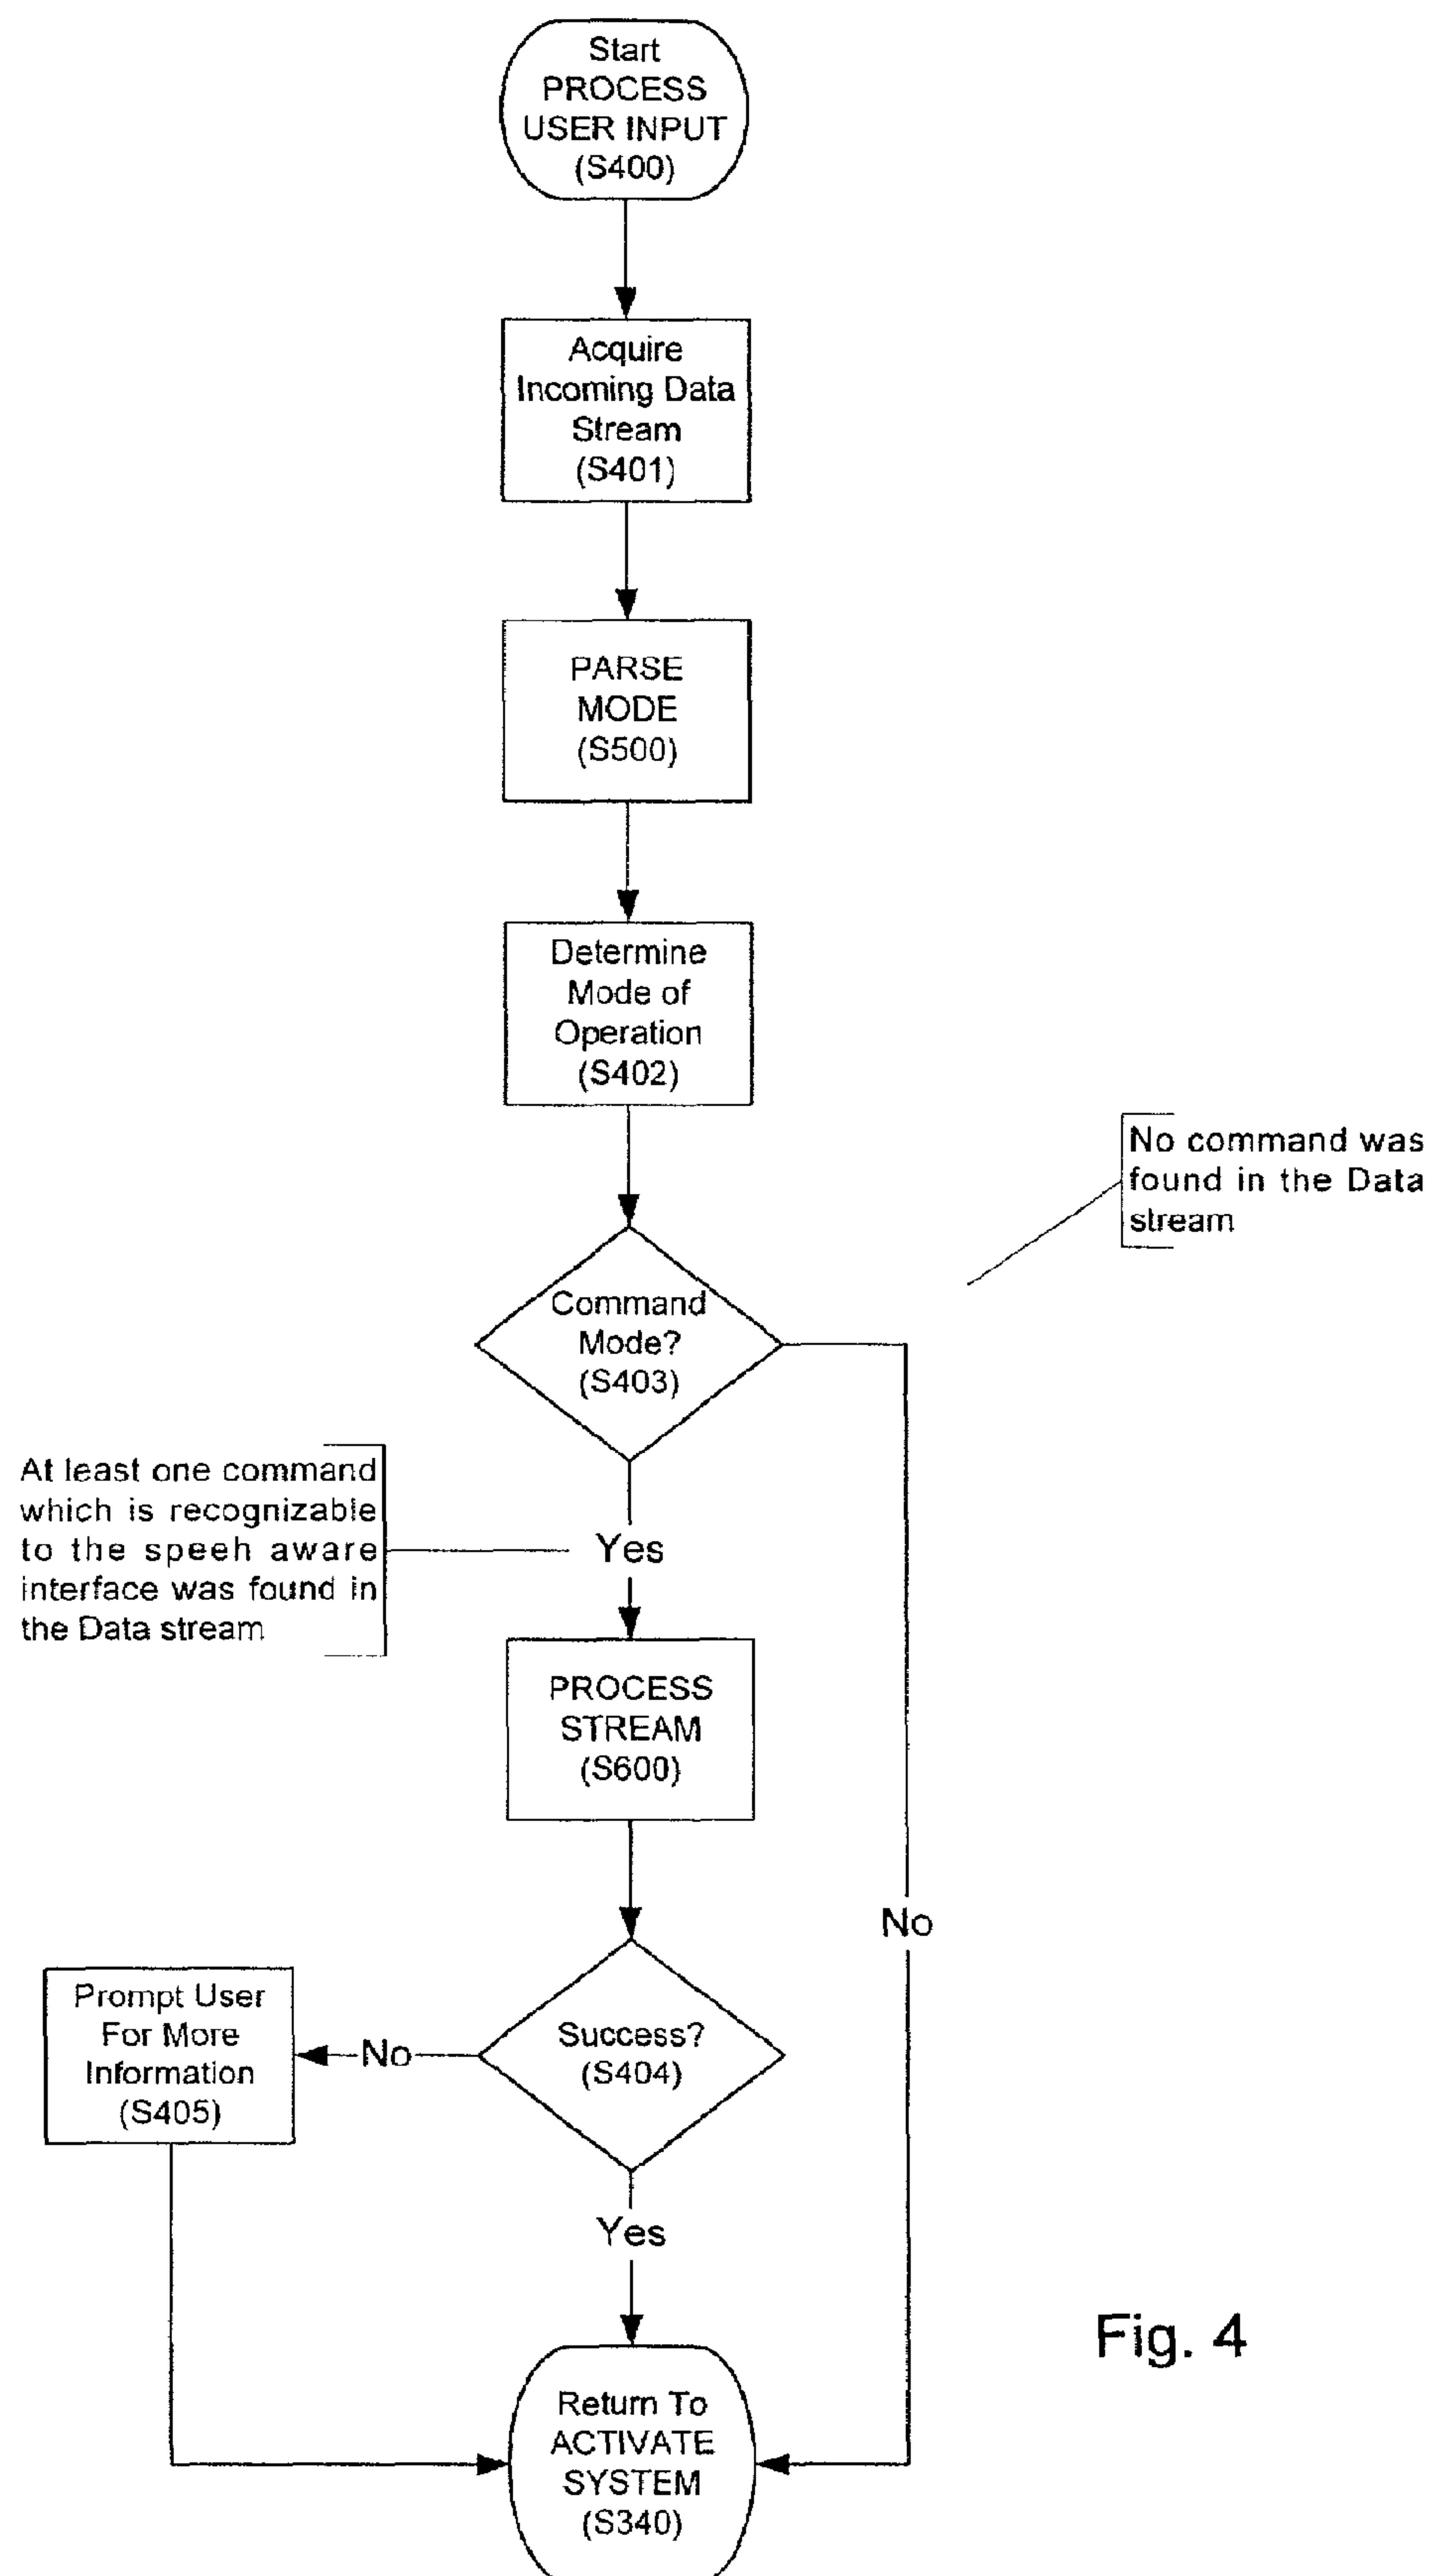 Start
PROCESS
USER INPUT
(S400)
Acquire
Incoming Data
Stream
(S401)
PARSE
MODE
(S500)
Determine
Mode of
Operation
(S402)
No command was
found in the Data
stream
Command
Mode?
(S403)
At least one command
which is recognizable
to the speeh aware
interface was found in
the Data stream
Yes
PROCESS
STREAM
(S600)
No
Prompt User
For More
Information
(S405)
No
Success?
(S404)
Yes
Fig. 4
Return To
ACTIVATE
SYSTEM
(S340)